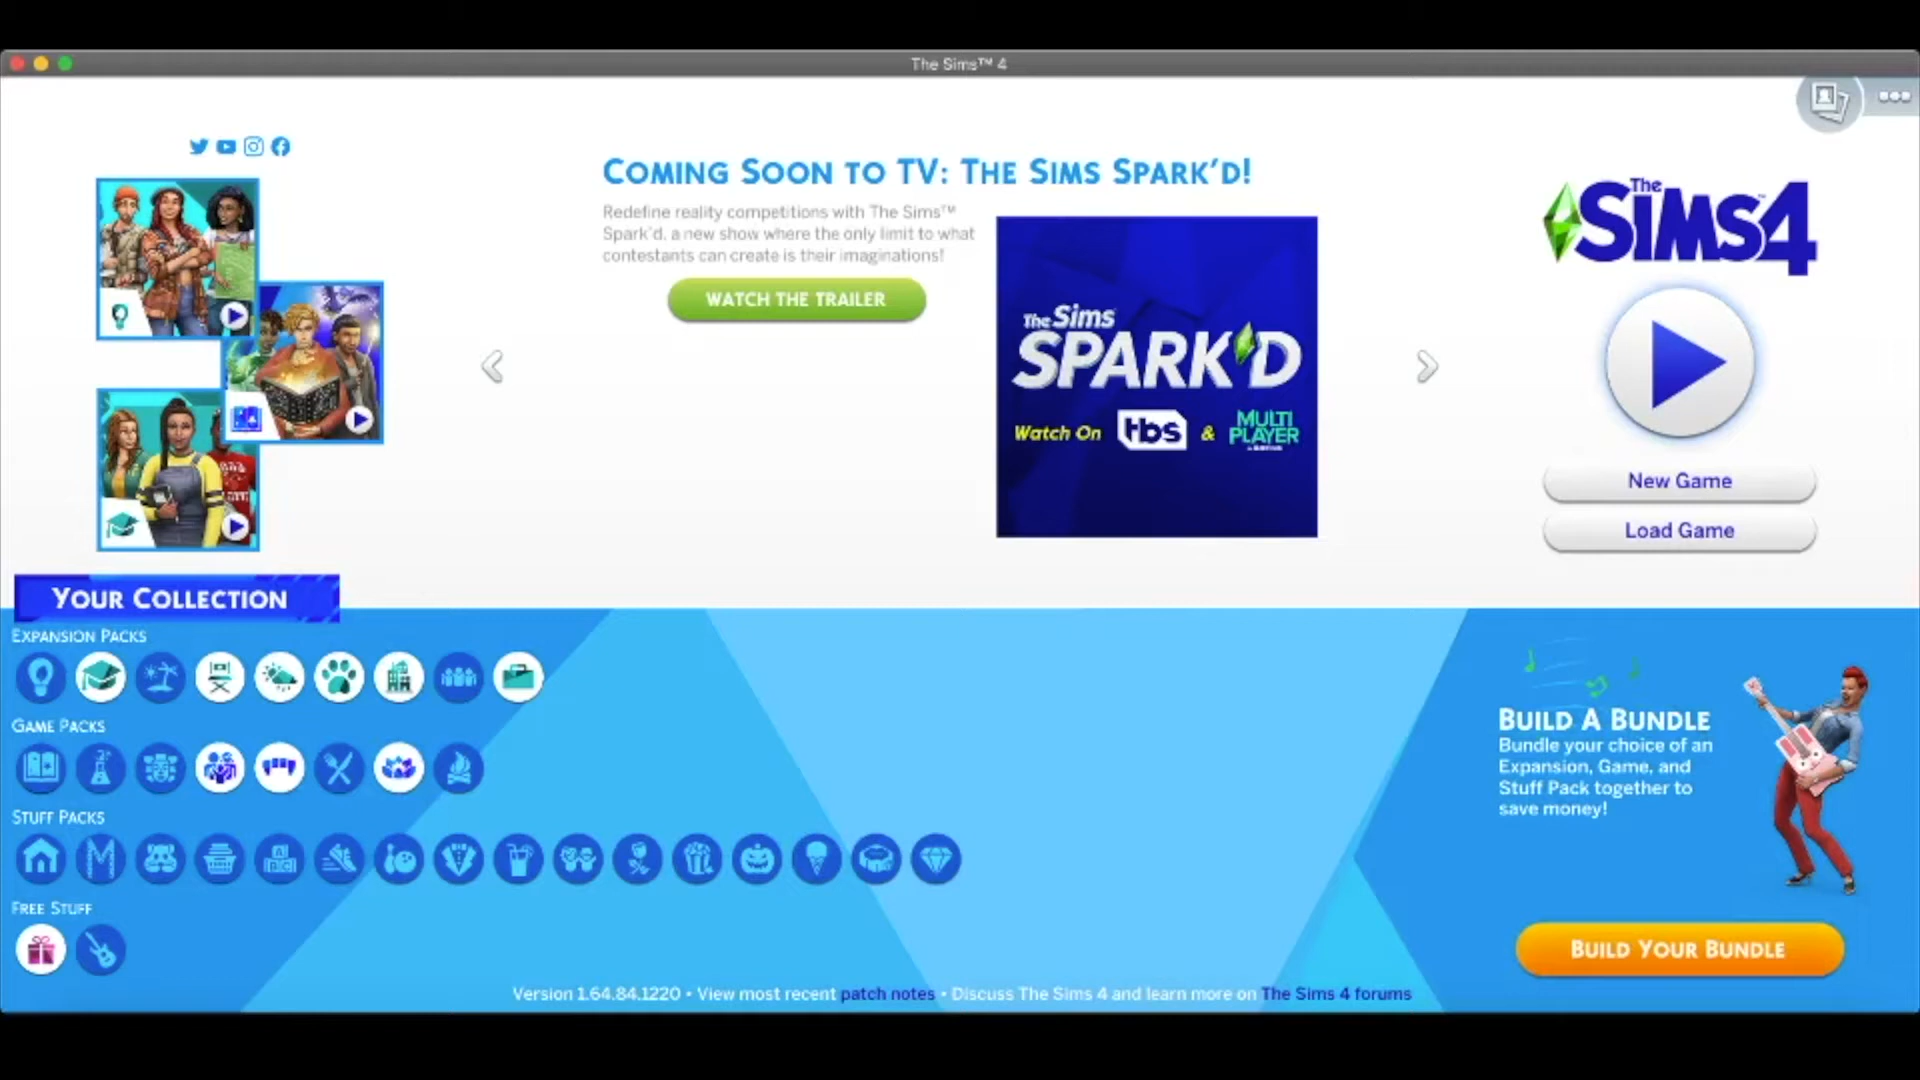 The Sims™ 4
COMING SOON TO TV: THE SIMS SPARK'D!
Redefine reality competitions with The Sims™
Spark'd, a new show where the only limit to what
contestants can create is their imaginations!
WATCH THE TRAILER
The Sims
SPARK'D
Watch On tbs & MULTI
PLAYER
The SIMS 4
New Game
Load Game
YOUR COLLECTION
EXPANSION PACKS
GAME PACKS
STUFF PACKS
FREE STUFF
BUILD A BUNDLE
Bundle your choice of an
Expansion, Game, and
Stuff Pack together to
save money!
BUILD YOUR BUNDLE
Version 1.64.84.1220 • View most recent patch notes • Discuss The Sims 4 and learn more on The Sims 4 forums